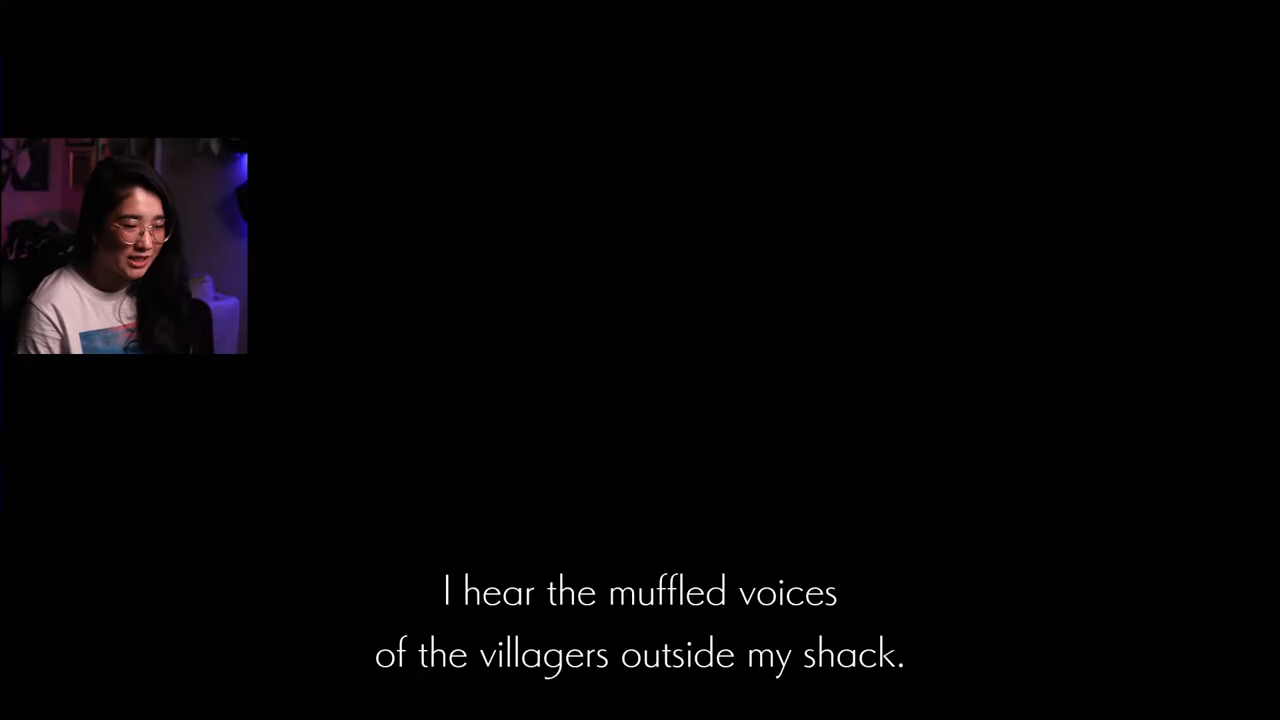 I hear the muffled voices
of the villagers outside my shack.